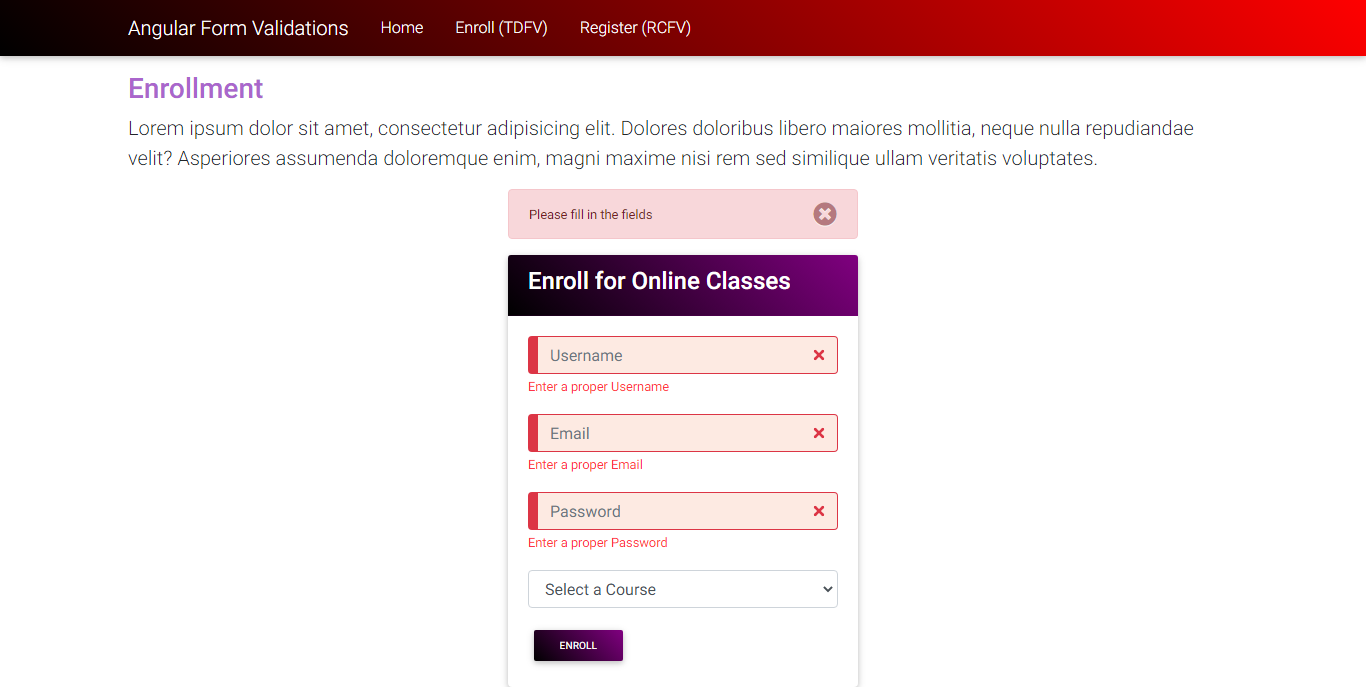 Angular Form Validations Home Enroll (TDFV) Register (RCFV)
Enrollment
Lorem ipsum dolor sit amet, consectetur adipisicing elit. Dolores doloribus libero maiores mollitia, neque nulla repudiandae
velit? Asperiores assumenda doloremque enim, magni maxime nisi rem sed similique ullam veritatis voluptates.
Please fill in the fields
Enroll for Online Classes
Username
Enter a proper Username
Email
Enter a proper Email
Password
Enter a proper Password
Select a Course
ENROLL